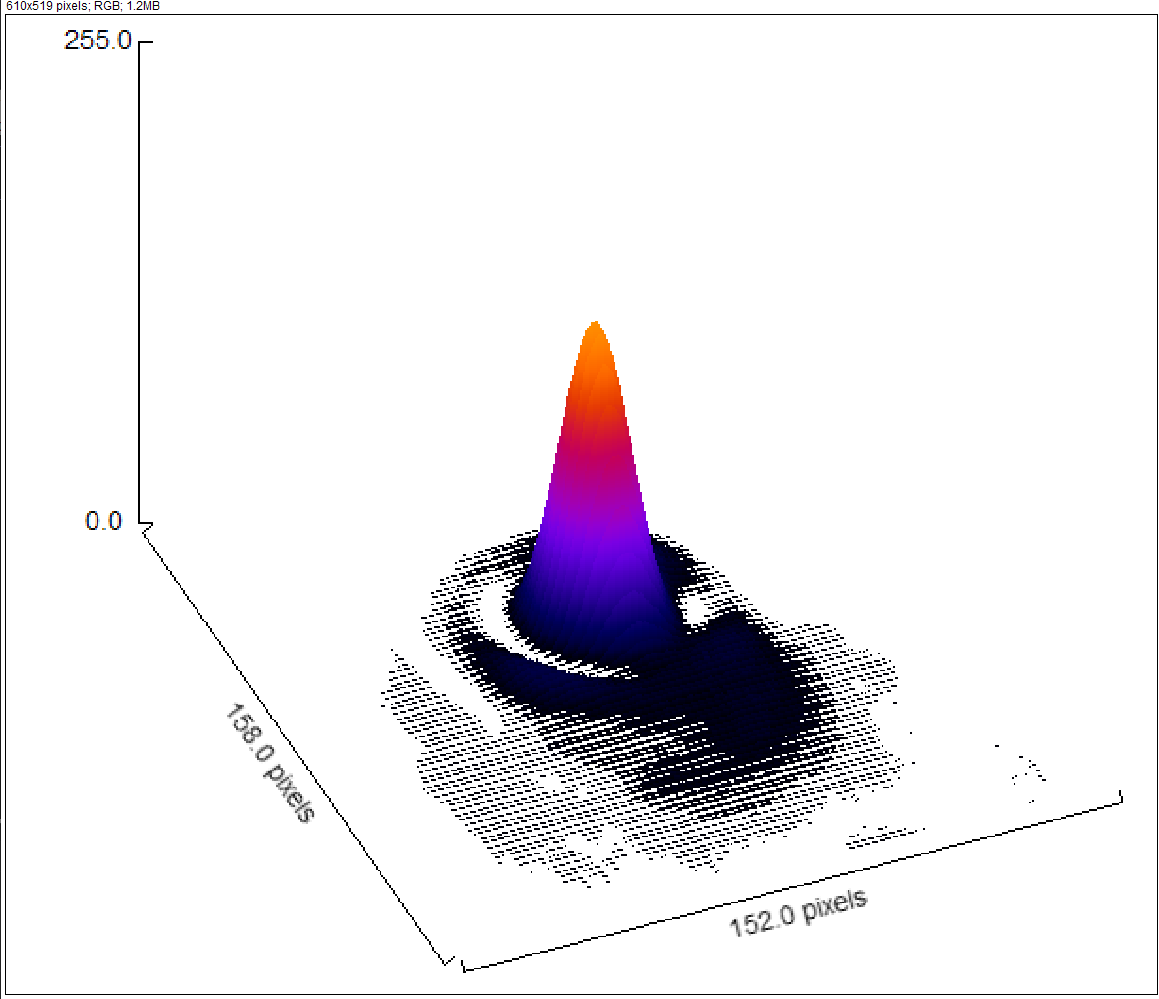 610x519 pixels; RGB; 1.2MB
255.0
0.0
158.0 pixels
152.0 pixels